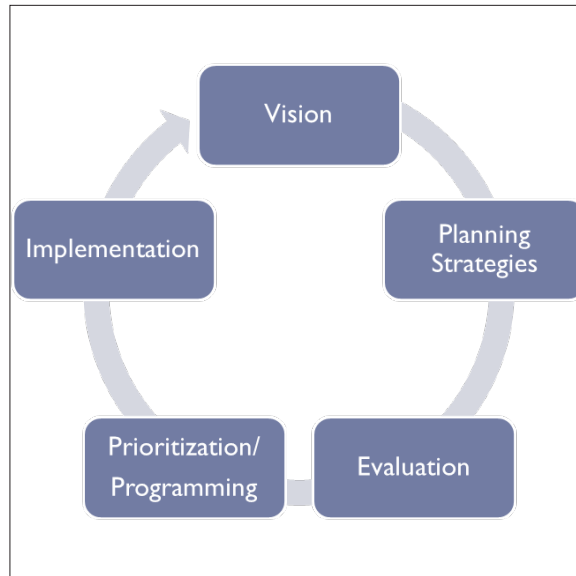 Vision
Planning
Strategies
Evaluation
Prioritization/
Programming
Implementation